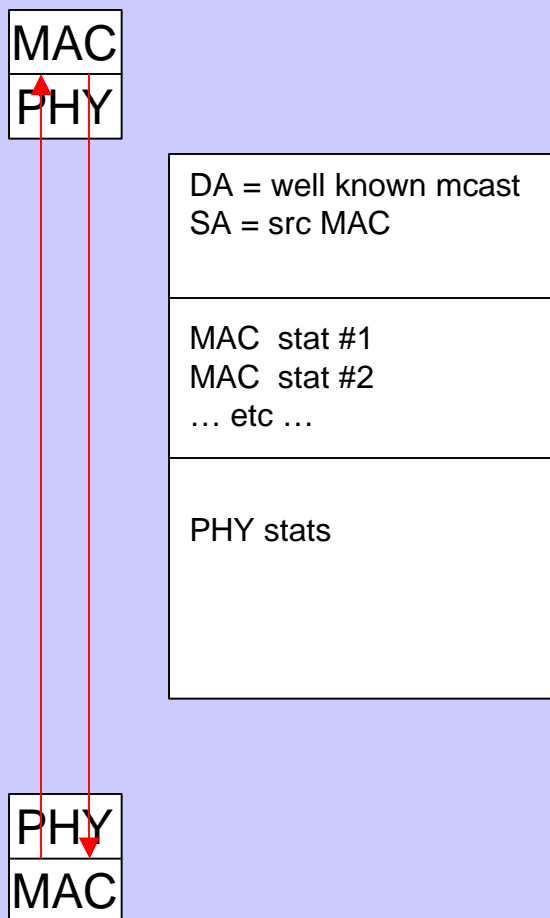 MAC
PHY
DA = well known mcast
SA = src MAC
MAC stat #1
MAC stat #2
… etc …
PHY stats
PHY
MAC